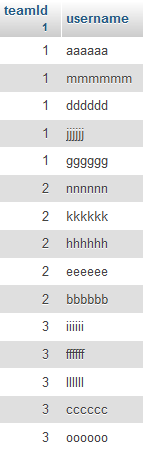 teamId username
1
1 aaaaaa
1 mmmmmm
1 dddddd
1 jjjjjj
1 gggggg
2 nnnnnn
2 kkkkkk
2 hhhhhh
2 eeeeee
2 bbbbbb
3 iiiiii
3 ffffff
3 llllll
3 cccccc
3 oooooo